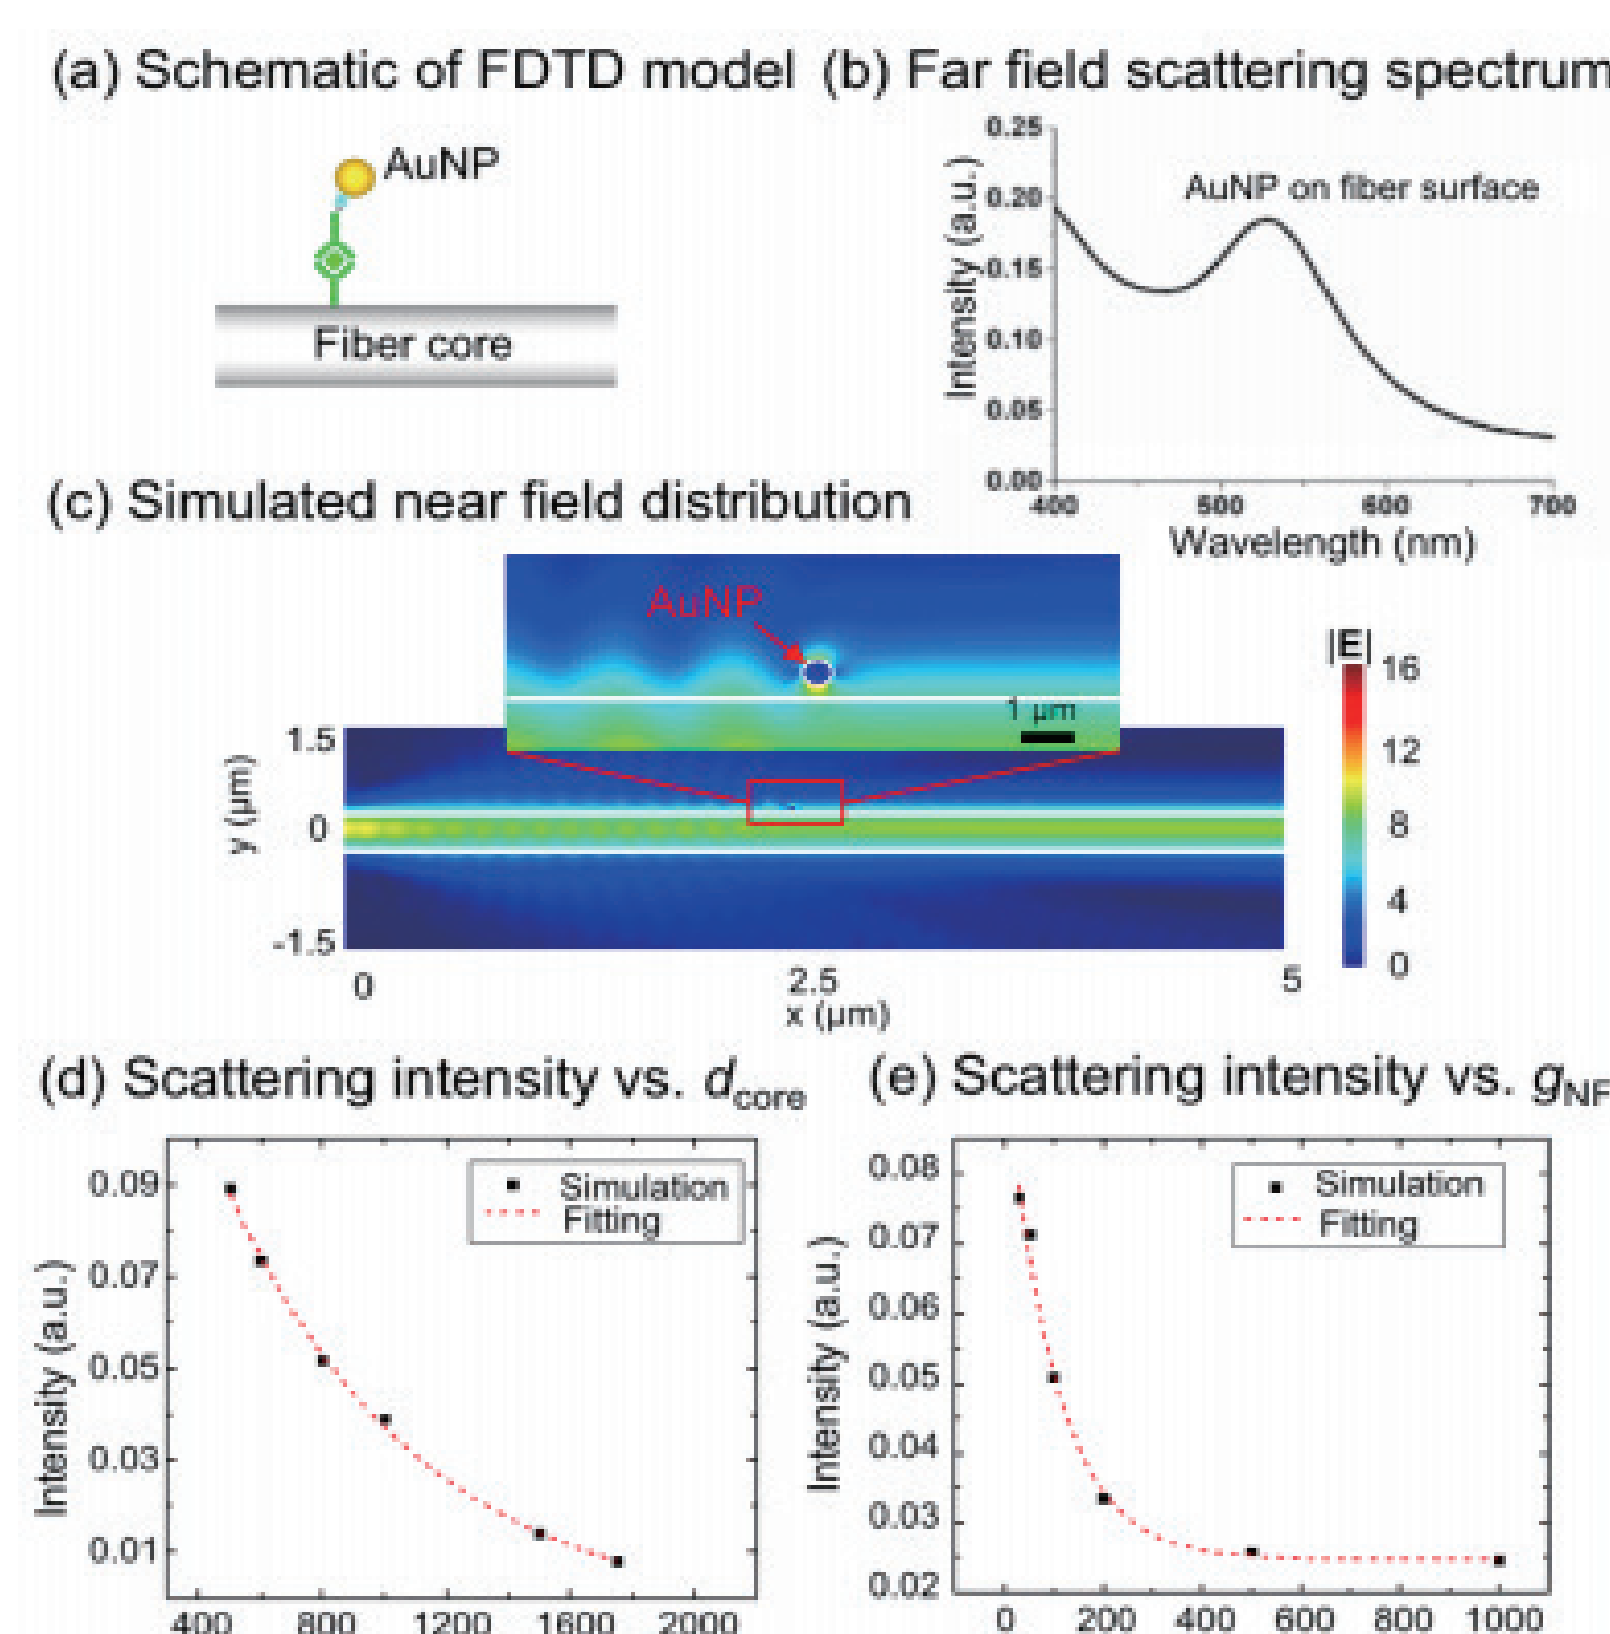 (a) Schematic of FDTD model
AuNP
Fiber core
(b) Far field scattering spectrum
0.25
0.20
0.15
0.10
0.05
0.00
Intensity (a.u.)
AuNP on fiber surface
400 500 600 700
Wavelength (nm)
(c) Simulated near field distribution
AuNP
1 µm
|E|
16
12
8
4
0
1.5
0
-1.5
y (µm)
0 2.5 5
x (µm)
(d) Scattering intensity vs. dcore
0.09
0.07
0.05
0.03
0.01
Intensity (a.u.)
Simulation
Fitting
400 800 1200 1600 2000
(e) Scattering intensity vs. gNF
0.08
0.07
0.06
0.05
0.04
0.03
0.02
Intensity (a.u.)
Simulation
Fitting
0 200 400 600 800 1000